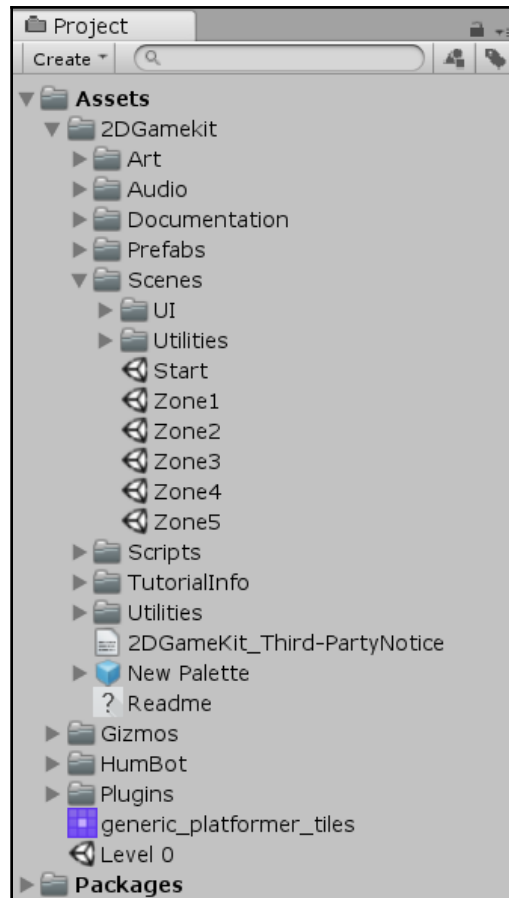 Project
Create
Assets
2DGamekit
Art
Audio
Documentation
Prefabs
Scenes
UI
Utilities
Start
Zone1
Zone2
Zone3
Zone4
Zone5
Scripts
TutorialInfo
Utilities
2DGameKit_Third-PartyNotice
New Palette
Readme
Gizmos
HumBot
Plugins
generic_platformer_tiles
Level 0
Packages